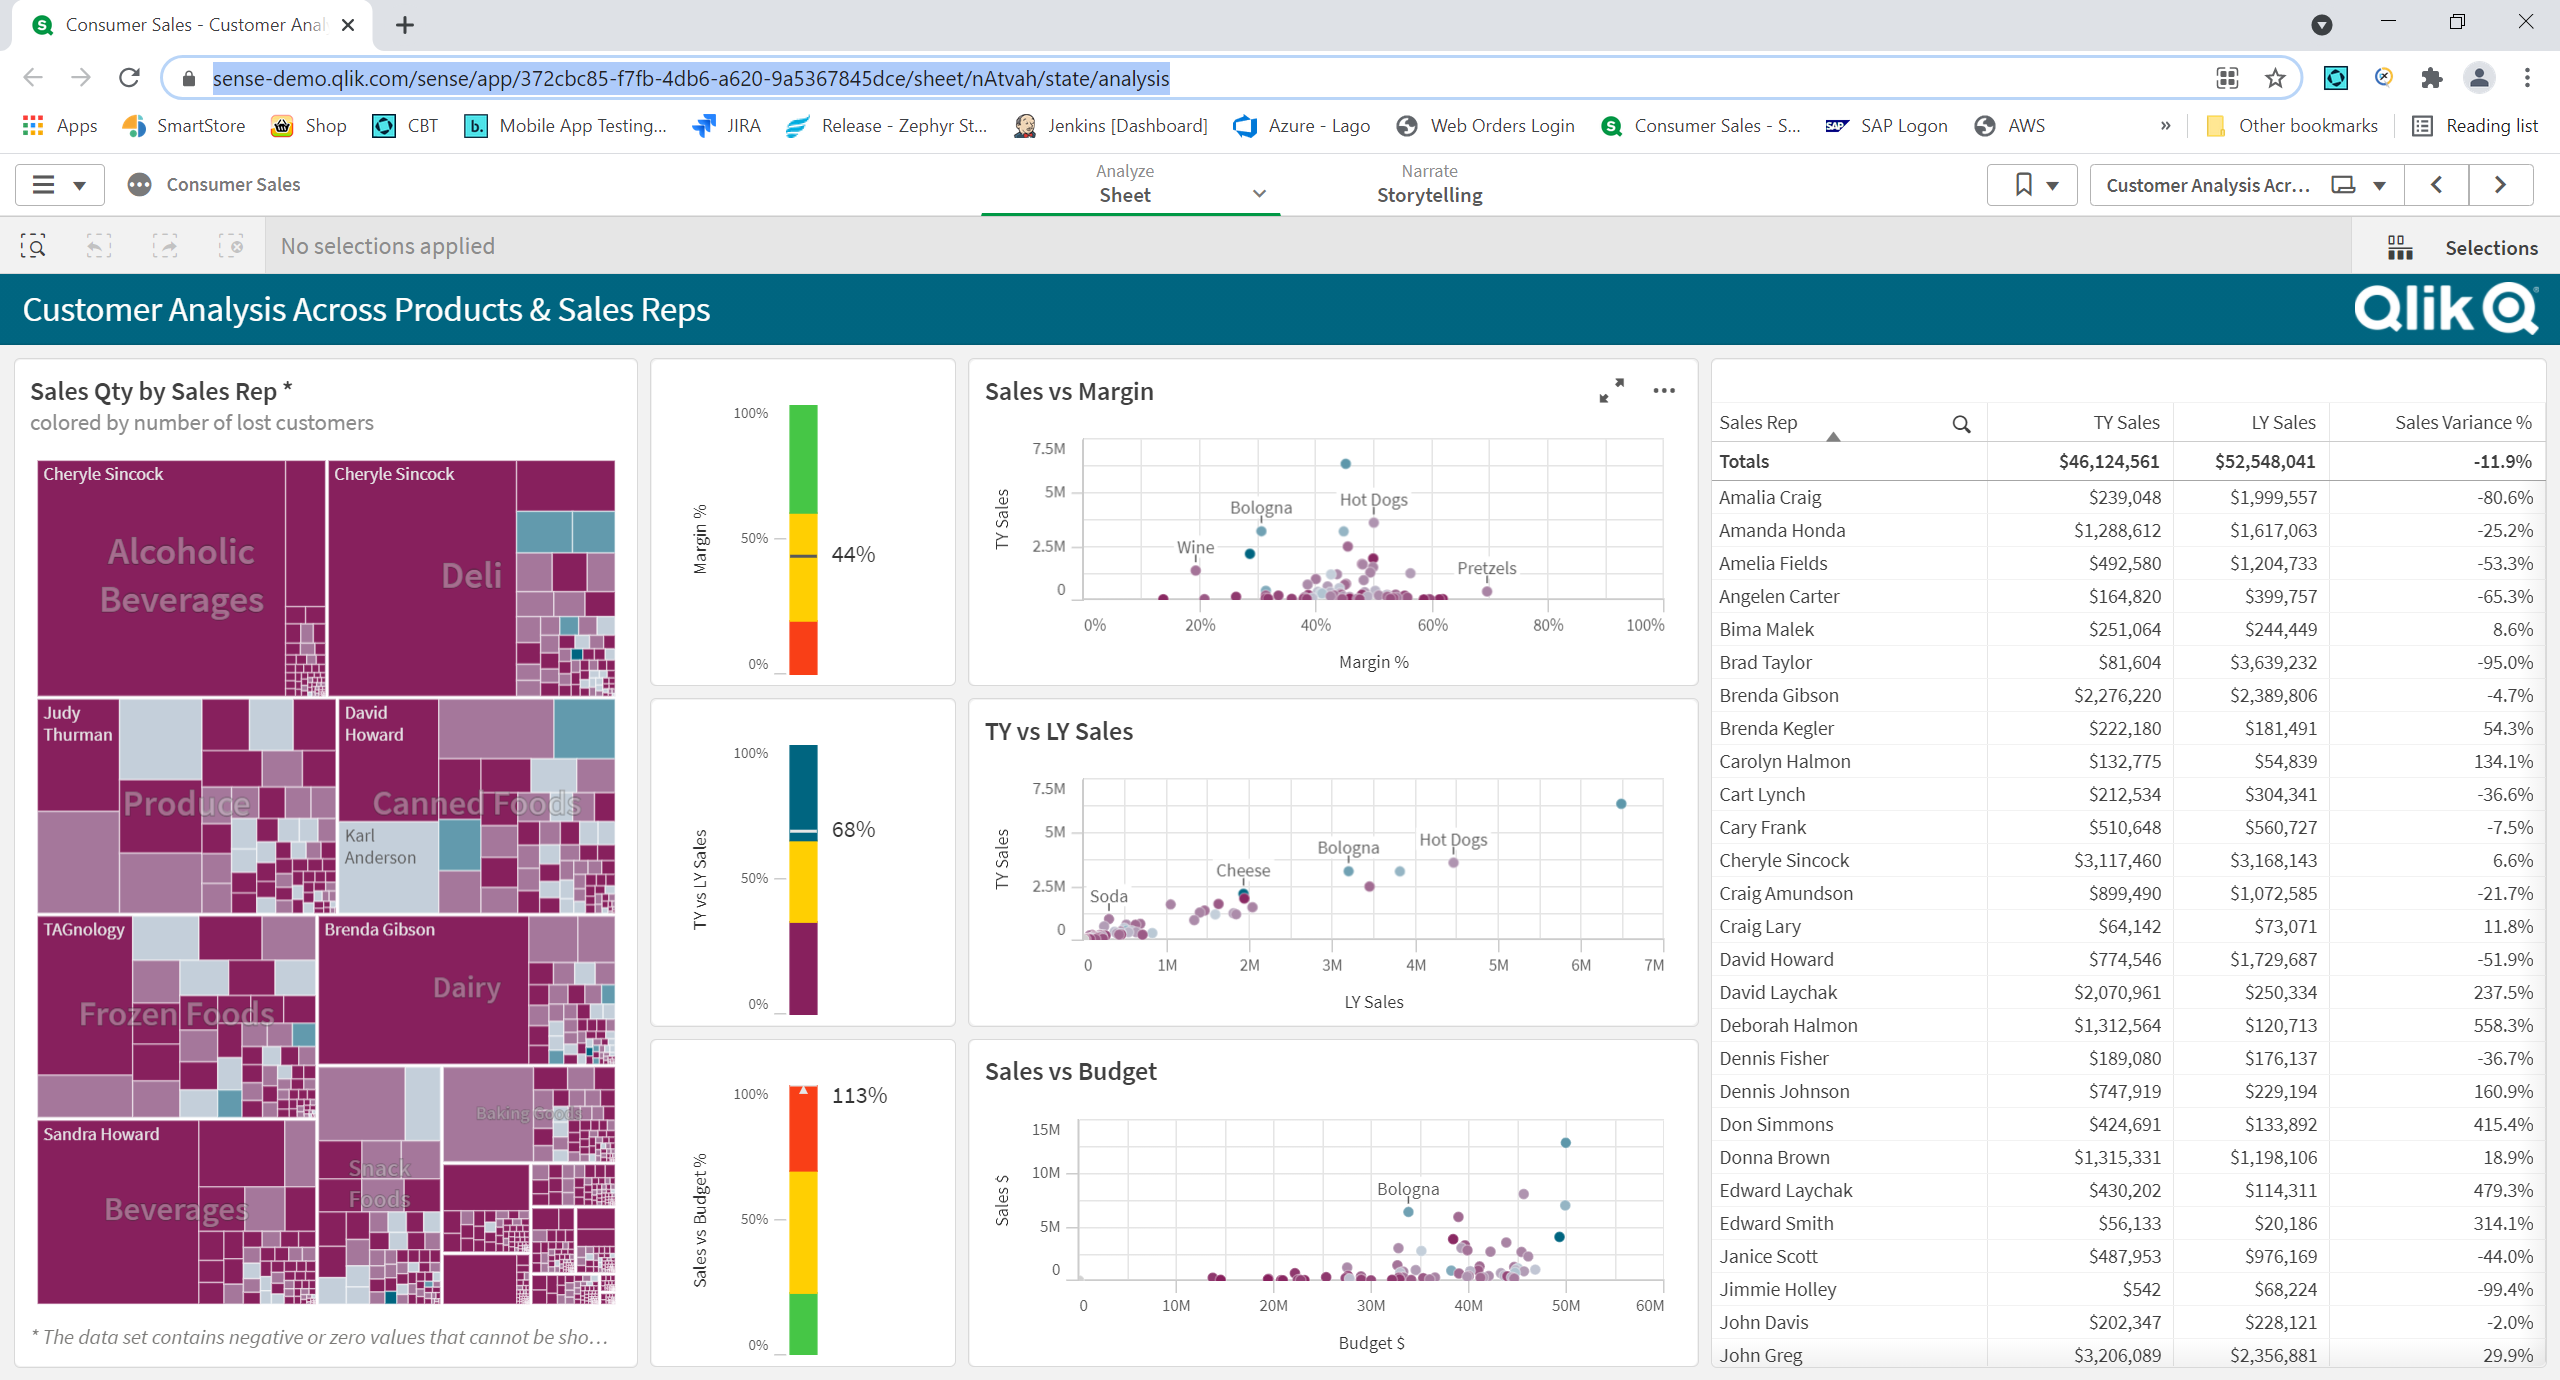 Consumer Sales - Customer Anal
sense-demo.qlik.com/sense/app/372cbc85-f7fb-4db6-a620-9a5367845dce/sheet/nAtvah/state/analysis
Apps SmartStore Shop CBT b. Mobile App Testing... JIRA Release - Zephyr St... Jenkins [Dashboard] Azure - Lago Web Orders Login Consumer Sales - S... SAP SAP Logon AWS » Other bookmarks Reading list
Consumer Sales
Analyze
Sheet
Narrate
Storytelling
Customer Analysis Acr...
No selections applied
Selections
Customer Analysis Across Products & Sales Reps
Qlik
Sales Qty by Sales Rep *
colored by number of lost customers
Cheryle Sincock
Alcoholic
Beverages
Cheryle Sincock
Deli
Judy
Thurman
Produce
David
Howard
Canned Foods
Karl
Anderson
TAGnology
Frozen Foods
Brenda Gibson
Dairy
Baking Goods
Sandra Howard
Beverages
Snack
Foods
* The data set contains negative or zero values that cannot be sho...
Margin %
100%
50%
0%
44%
TY vs LY Sales
100%
50%
0%
68%
Sales vs Budget %
100%
50%
0%
113%
Sales vs Margin
TY Sales
7.5M
5M
2.5M
0
Wine
Bologna
Hot Dogs
Pretzels
0% 20% 40% 60% 80% 100%
Margin %
TY vs LY Sales
TY Sales
7.5M
5M
2.5M
0
Soda
Cheese
Bologna
Hot Dogs
0 1M 2M 3M 4M 5M 6M 7M
LY Sales
Sales vs Budget
Sales $
15M
10M
5M
0
Bologna
0 10M 20M 30M 40M 50M 60M
Budget $
Sales Rep TY Sales LY Sales Sales Variance %
Totals $46,124,561 $52,548,041 -11.9%
Amalia Craig $239,048 $1,999,557 -80.6%
Amanda Honda $1,288,612 $1,617,063 -25.2%
Amelia Fields $492,580 $1,204,733 -53.3%
Angelen Carter $164,820 $399,757 -65.3%
Bima Malek $251,064 $244,449 8.6%
Brad Taylor $81,604 $3,639,232 -95.0%
Brenda Gibson $2,276,220 $2,389,806 -4.7%
Brenda Kegler $222,180 $181,491 54.3%
Carolyn Halmon $132,775 $54,839 134.1%
Cart Lynch $212,534 $304,341 -36.6%
Cary Frank $510,648 $560,727 -7.5%
Cheryle Sincock $3,117,460 $3,168,143 6.6%
Craig Amundson $899,490 $1,072,585 -21.7%
Craig Lary $64,142 $73,071 11.8%
David Howard $774,546 $1,729,687 -51.9%
David Laychak $2,070,961 $250,334 237.5%
Deborah Halmon $1,312,564 $120,713 558.3%
Dennis Fisher $189,080 $176,137 -36.7%
Dennis Johnson $747,919 $229,194 160.9%
Don Simmons $424,691 $133,892 415.4%
Donna Brown $1,315,331 $1,198,106 18.9%
Edward Laychak $430,202 $114,311 479.3%
Edward Smith $56,133 $20,186 314.1%
Janice Scott $487,953 $976,169 -44.0%
Jimmie Holley $542 $68,224 -99.4%
John Davis $202,347 $228,121 -2.0%
John Greg $3,206,089 $2,356,881 29.9%